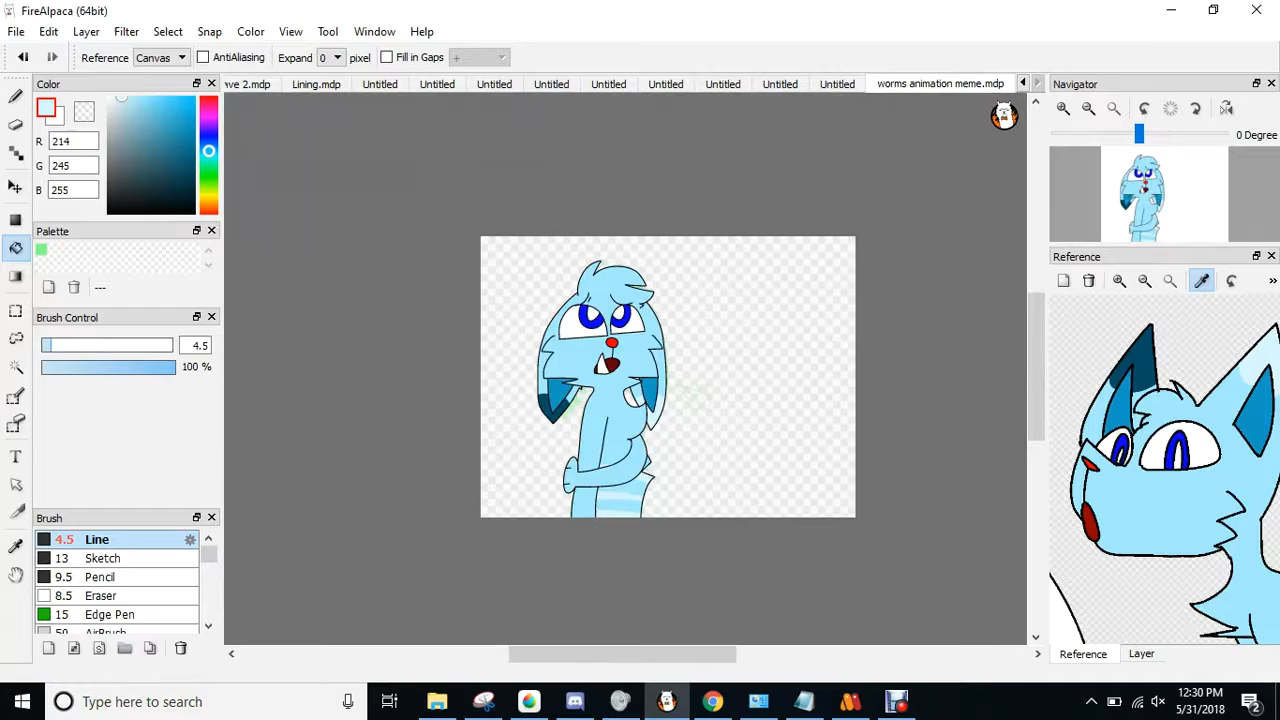 FireAlpaca (64bit)
File Edit Layer Filter Select Snap Color View Tool Window Help
Reference Canvas AntiAliasing Expand 0 pixel Fill in Gaps +
Color
ave 2.mdp Lining.mdp Untitled Untitled Untitled Untitled Untitled Untitled Untitled Untitled Untitled worms animation meme.mdp
Navigator
R 214
G 245
B 255
0 Degree
Palette
---
Reference
»
Brush Control
4.5
100 %
Brush
4.5 Line
13 Sketch
9.5 Pencil
8.5 Eraser
15 Edge Pen
50 AirBrush
Reference Layer
Type here to search
12:30 PM
5/31/2018
2